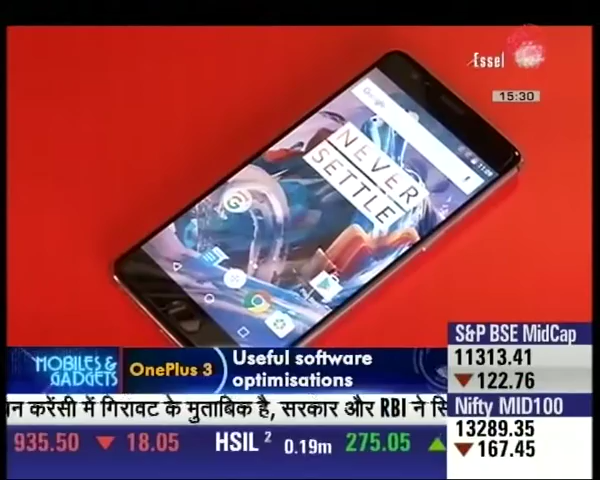 Essel
15:30
Google
NEVER
SETTLE
MOBILES &
GADGETS
OnePlus 3
Useful software
optimisations
S&P BSE MidCap
11313.41
122.76
न करेंसी में गिरावट के मुताबिक है, सरकार और RBI ने
Nifty MID100
13289.35
167.45
935.50 18.05 HSIL 2 0.19m 275.05